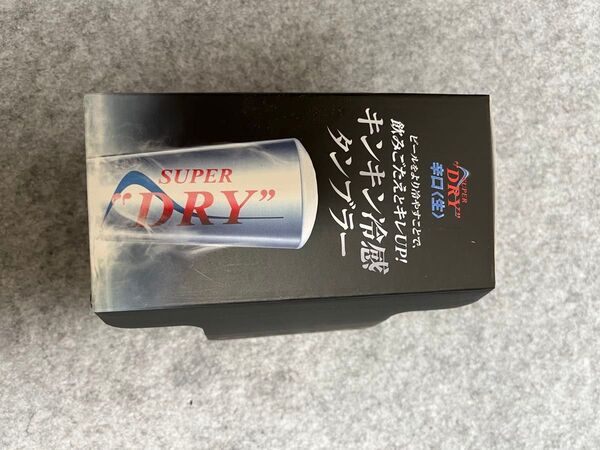 SUPER
"DRY"
辛口〈生〉
ビールをより冷やすことで、
飲みごたえとキレUP!
キンキン冷感
タンブラー
SUPER
"DRY"